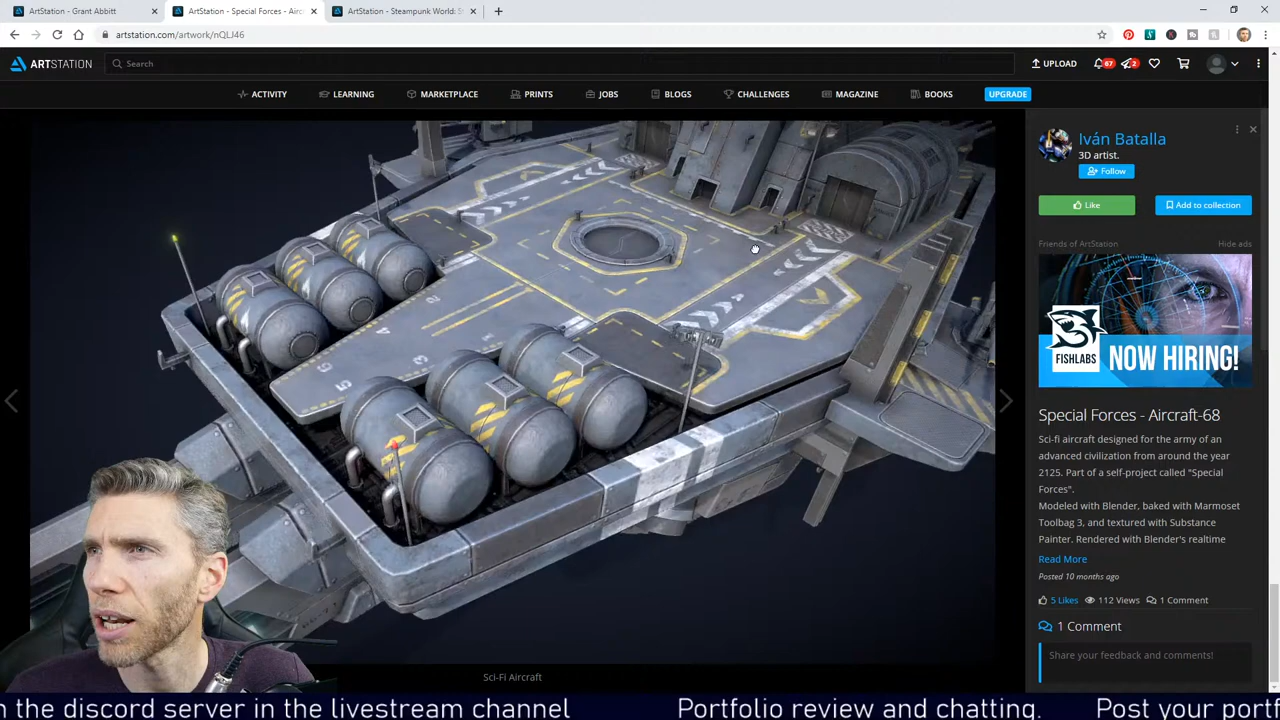 ArtStation - Grant Abbitt
ArtStation - Special Forces - Airc
ArtStation - Steampunk World: S
artstation.com/artwork/nQLJ46
ARTSTATION
Search
UPLOAD
67
2
ACTIVITY
LEARNING
MARKETPLACE
PRINTS
JOBS
BLOGS
CHALLENGES
MAGAZINE
BOOKS
UPGRADE
Iván Batalla
3D artist.
Follow
Like
Add to collection
Friends of ArtStation
Hide ads
FISHLABS
NOW HIRING!
Special Forces - Aircraft-68
Sci-fi aircraft designed for the army of an
advanced civilization from around the year
2125. Part of a self-project called "Special
Forces".
Modeled with Blender, baked with Marmoset
Toolbag 3, and textured with Substance
Painter. Rendered with Blender's realtime
Read More
Posted 10 months ago
5 Likes
112 Views
1 Comment
1 Comment
Share your feedback and comments!
Sci-Fi Aircraft
n the discord server in the livestream channel
Portfolio review and chatting.
Post your portf